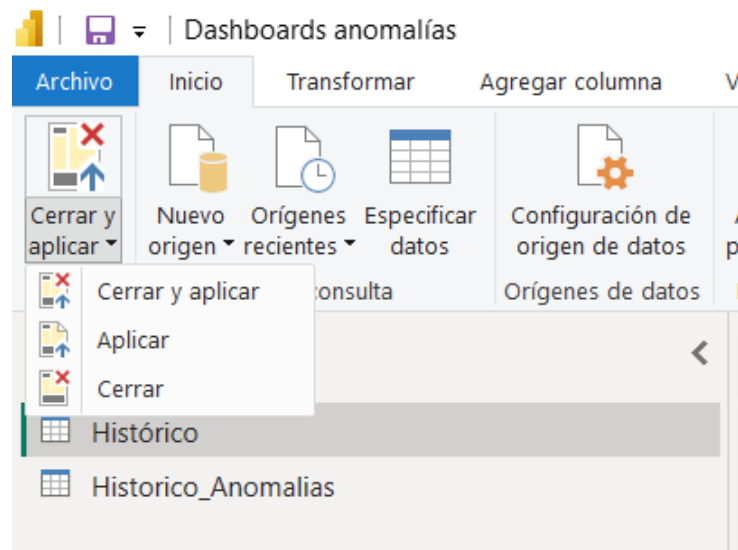 Dashboards anomalías
Archivo Inicio Transformar Agregar columna V
Cerrar y Nuevo Orígenes Especificar Configuración de
aplicar origen recientes datos origen de datos p
Cerrar y aplicar consulta Orígenes de datos
Aplicar
Cerrar
Histórico
Historico_Anomalias